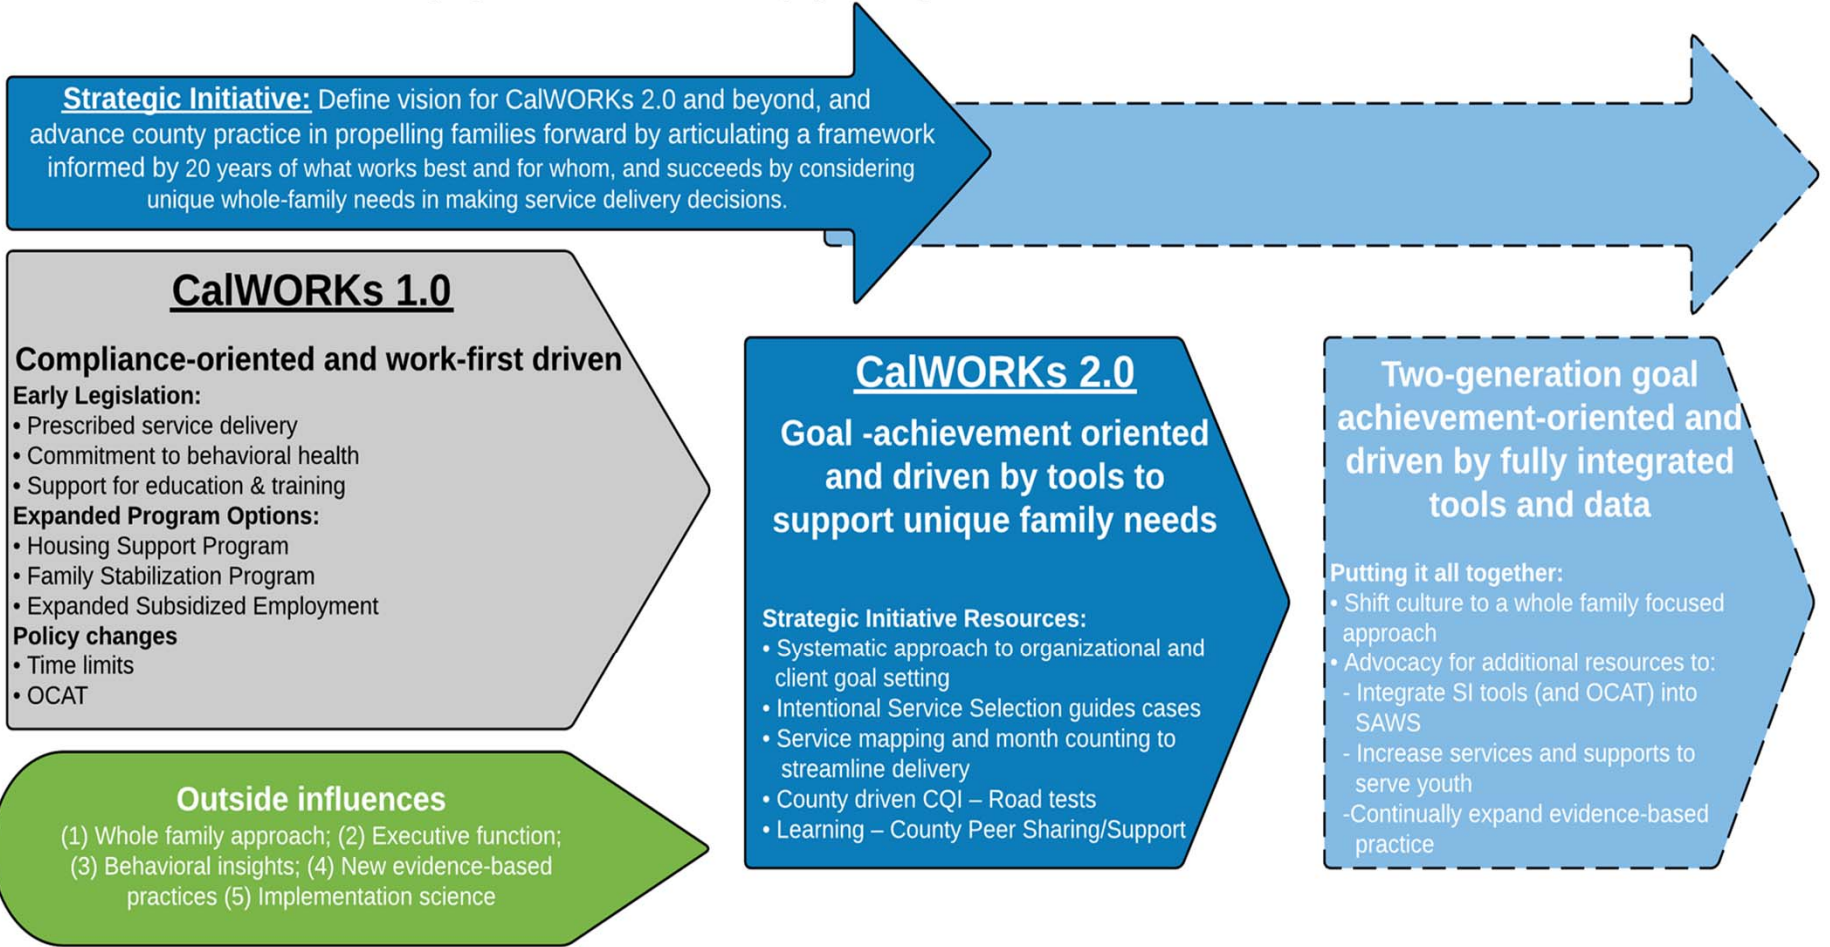 Strategic Initiative: Define vision for CalWORKs 2.0 and beyond, and
advance county practice in propelling families forward by articulating a framework
informed by 20 years of what works best and for whom, and succeeds by considering
unique whole-family needs in making service delivery decisions.
CalWORKs 1.0
Compliance-oriented and work-first driven
Early Legislation:
• Prescribed service delivery
• Commitment to behavioral health
• Support for education & training
Expanded Program Options:
• Housing Support Program
• Family Stabilization Program
• Expanded Subsidized Employment
Policy changes
• Time limits
• OCAT
Outside influences
(1) Whole family approach; (2) Executive function;
(3) Behavioral insights; (4) New evidence-based
practices (5) Implementation science
CalWORKs 2.0
Goal -achievement oriented
and driven by tools to
support unique family needs
Strategic Initiative Resources:
• Systematic approach to organizational and
client goal setting
• Intentional Service Selection guides cases
• Service mapping and month counting to
streamline delivery
• County driven CQI – Road tests
• Learning – County Peer Sharing/Support
Two-generation goal
achievement-oriented and
driven by fully integrated
tools and data
Putting it all together:
• Shift culture to a whole family focused
approach
• Advocacy for additional resources to:
- Integrate SI tools (and OCAT) into
SAWS
- Increase services and supports to
serve youth
-Continually expand evidence-based
practice